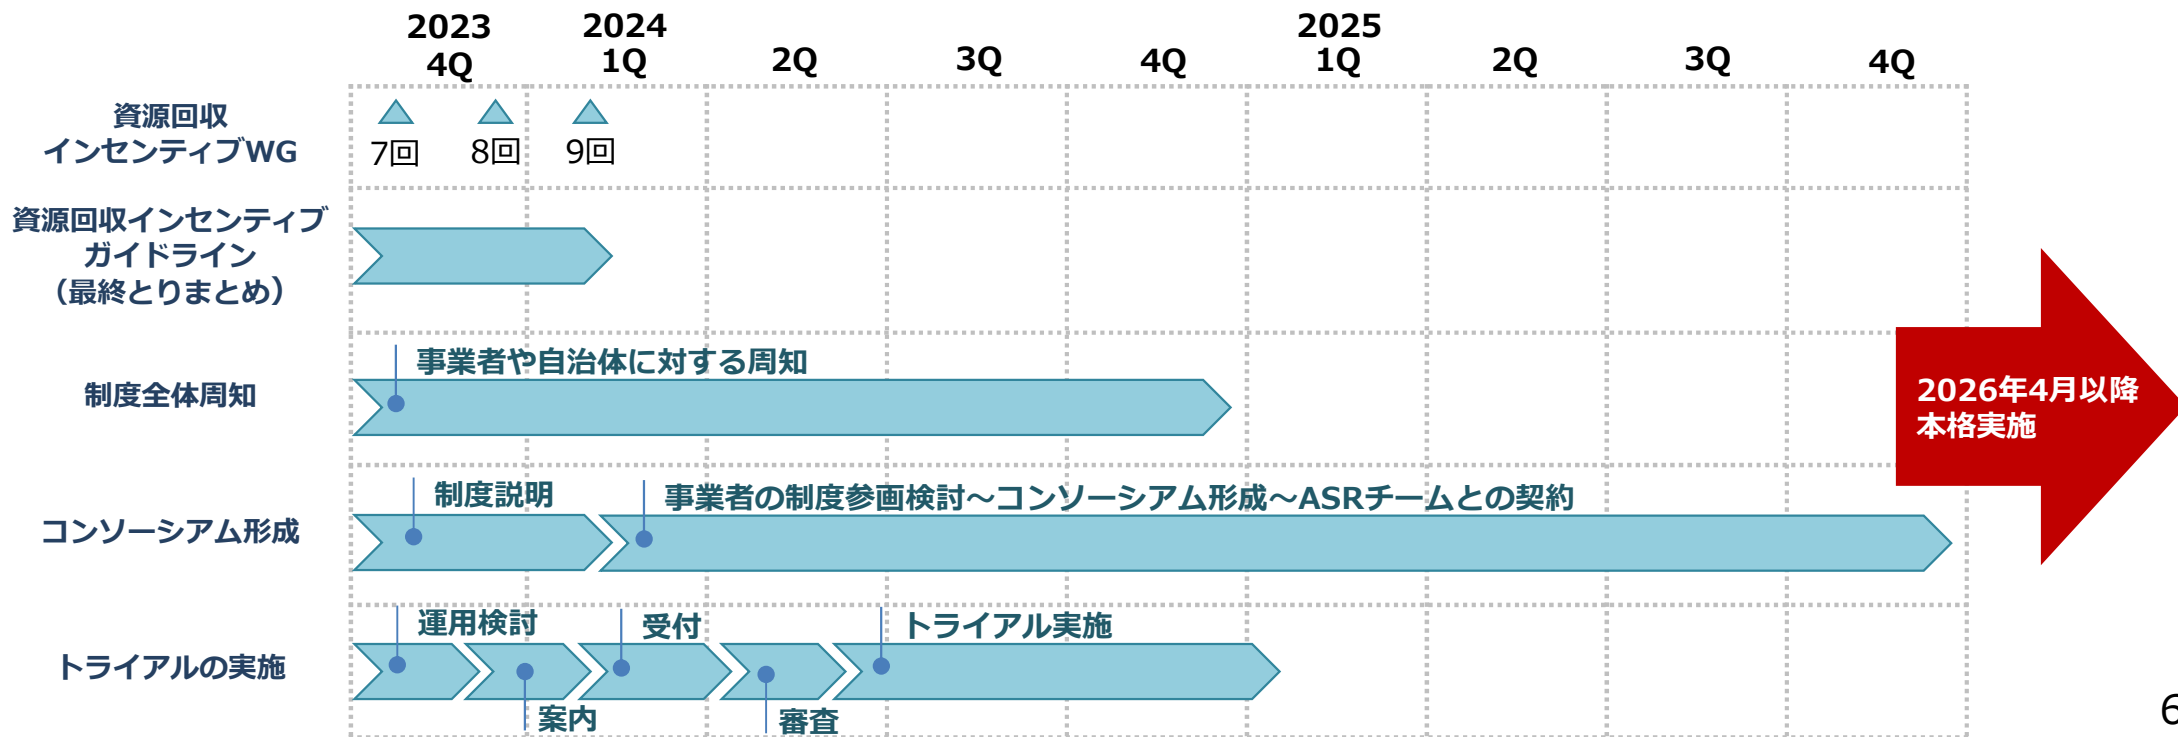 2023
2024
2025
4Q
1Q
2Q
3Q
4Q
1Q
2Q
3Q
4Q
資源回収
インセンティブWG
7回
8回
9回
資源回収インセンティブ
ガイドライン
（最終とりまとめ）
制度全体周知
事業者や自治体に対する周知
2026年4月以降
本格実施
コンソーシアム形成
制度説明
事業者の制度参画検討～コンソーシアム形成～ASRチームとの契約
トライアルの実施
運用検討
案内
受付
審査
トライアル実施
6